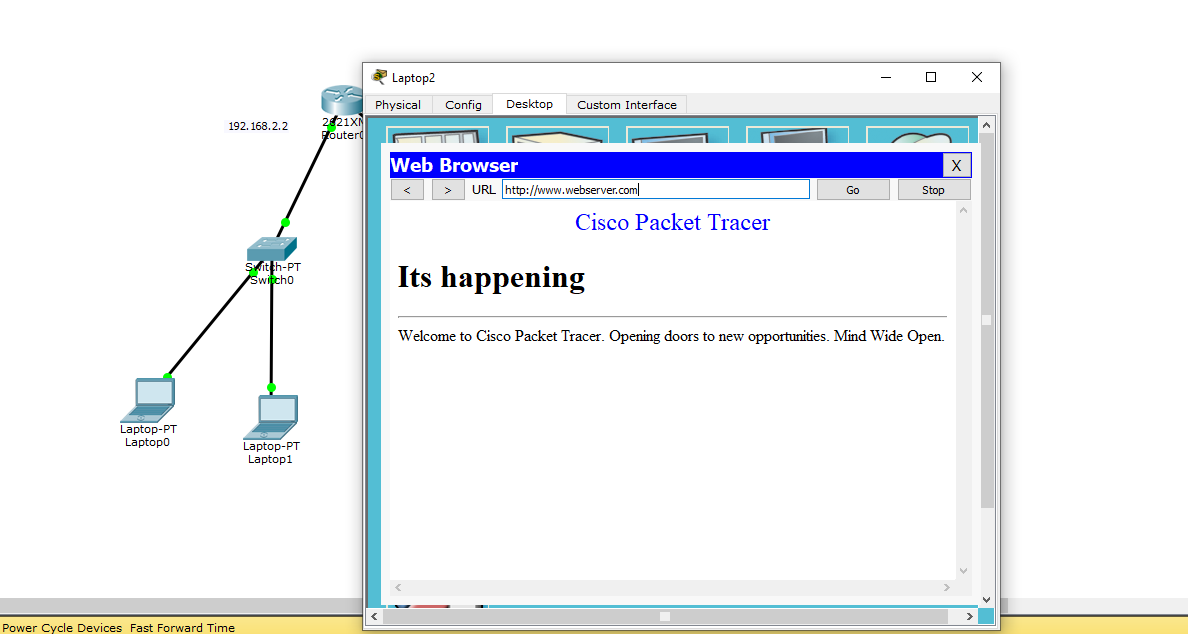 Laptop2
Physical Config Desktop Custom Interface
192.168.2.2
2621XM
Router0
Web Browser X
< > URL http://www.webserver.com Go Stop
Cisco Packet Tracer
Its happening
Welcome to Cisco Packet Tracer. Opening doors to new opportunities. Mind Wide Open.
Switch-PT
Switch0
Laptop-PT
Laptop0
Laptop-PT
Laptop1
Power Cycle Devices Fast Forward Time